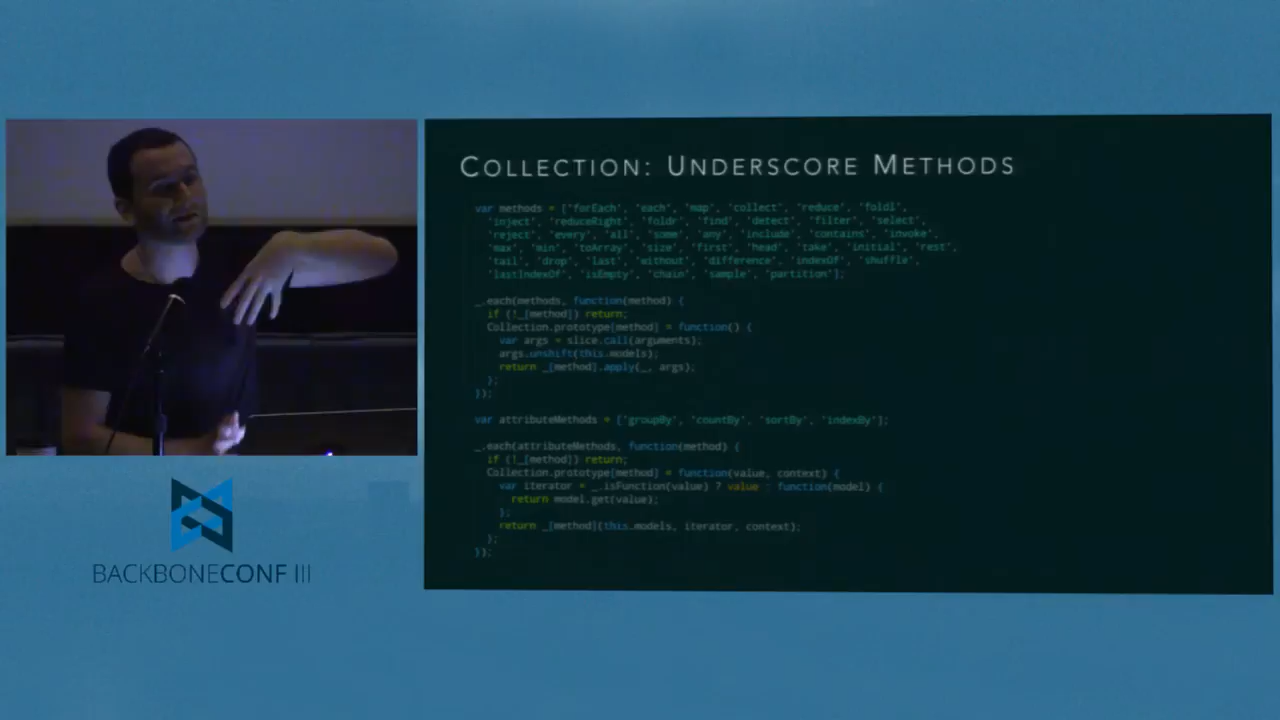 COLLECTION: UNDERSCORE METHODS
var methods = ['forEach', 'each', 'map', 'collect', 'reduce', 'foldl',
'inject', 'reduceRight', 'foldr', 'find', 'detect', 'filter', 'select',
'reject', 'every', 'all', 'some', 'any', 'include', 'contains', 'invoke',
'max', 'min', 'toArray', 'size', 'first', 'head', 'take', 'initial', 'rest',
'tail', 'drop', 'last', 'without', 'difference', 'indexOf', 'shuffle',
'lastIndexOf', 'isEmpty', 'chain', 'sample', 'partition'];
_.each(methods, function(method) {
if (!_[method]) return;
Collection.prototype[method] = function() {
var args = slice.call(arguments);
args.unshift(this.models);
return _[method].apply(_, args);
};
});
var attributeMethods = ['groupBy', 'countBy', 'sortBy', 'indexBy'];
_.each(attributeMethods, function(method) {
if (!_[method]) return;
Collection.prototype[method] = function(value, context) {
var iterator = _.isFunction(value) ? value : function(model) {
return model.get(value);
};
return _[method](this.models, iterator, context);
};
});
BACKBONECONF III